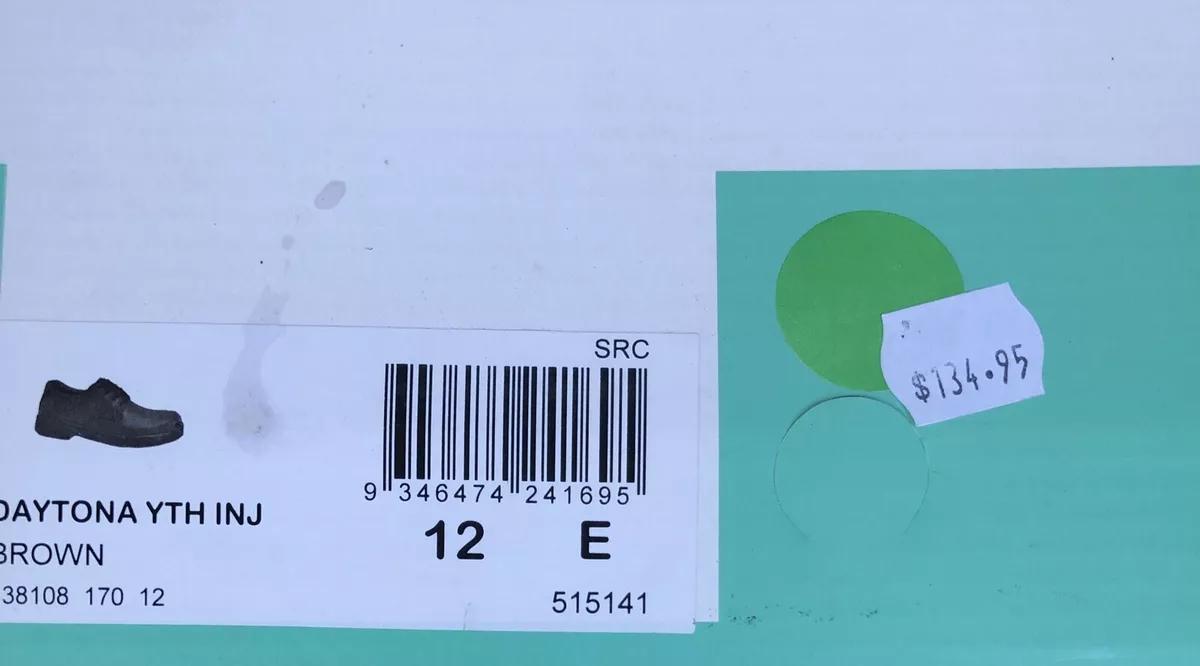 SRC
9 346474 241695
12 E
DAYTONA YTH INJ
BROWN
38108 170 12
515141
$134.95